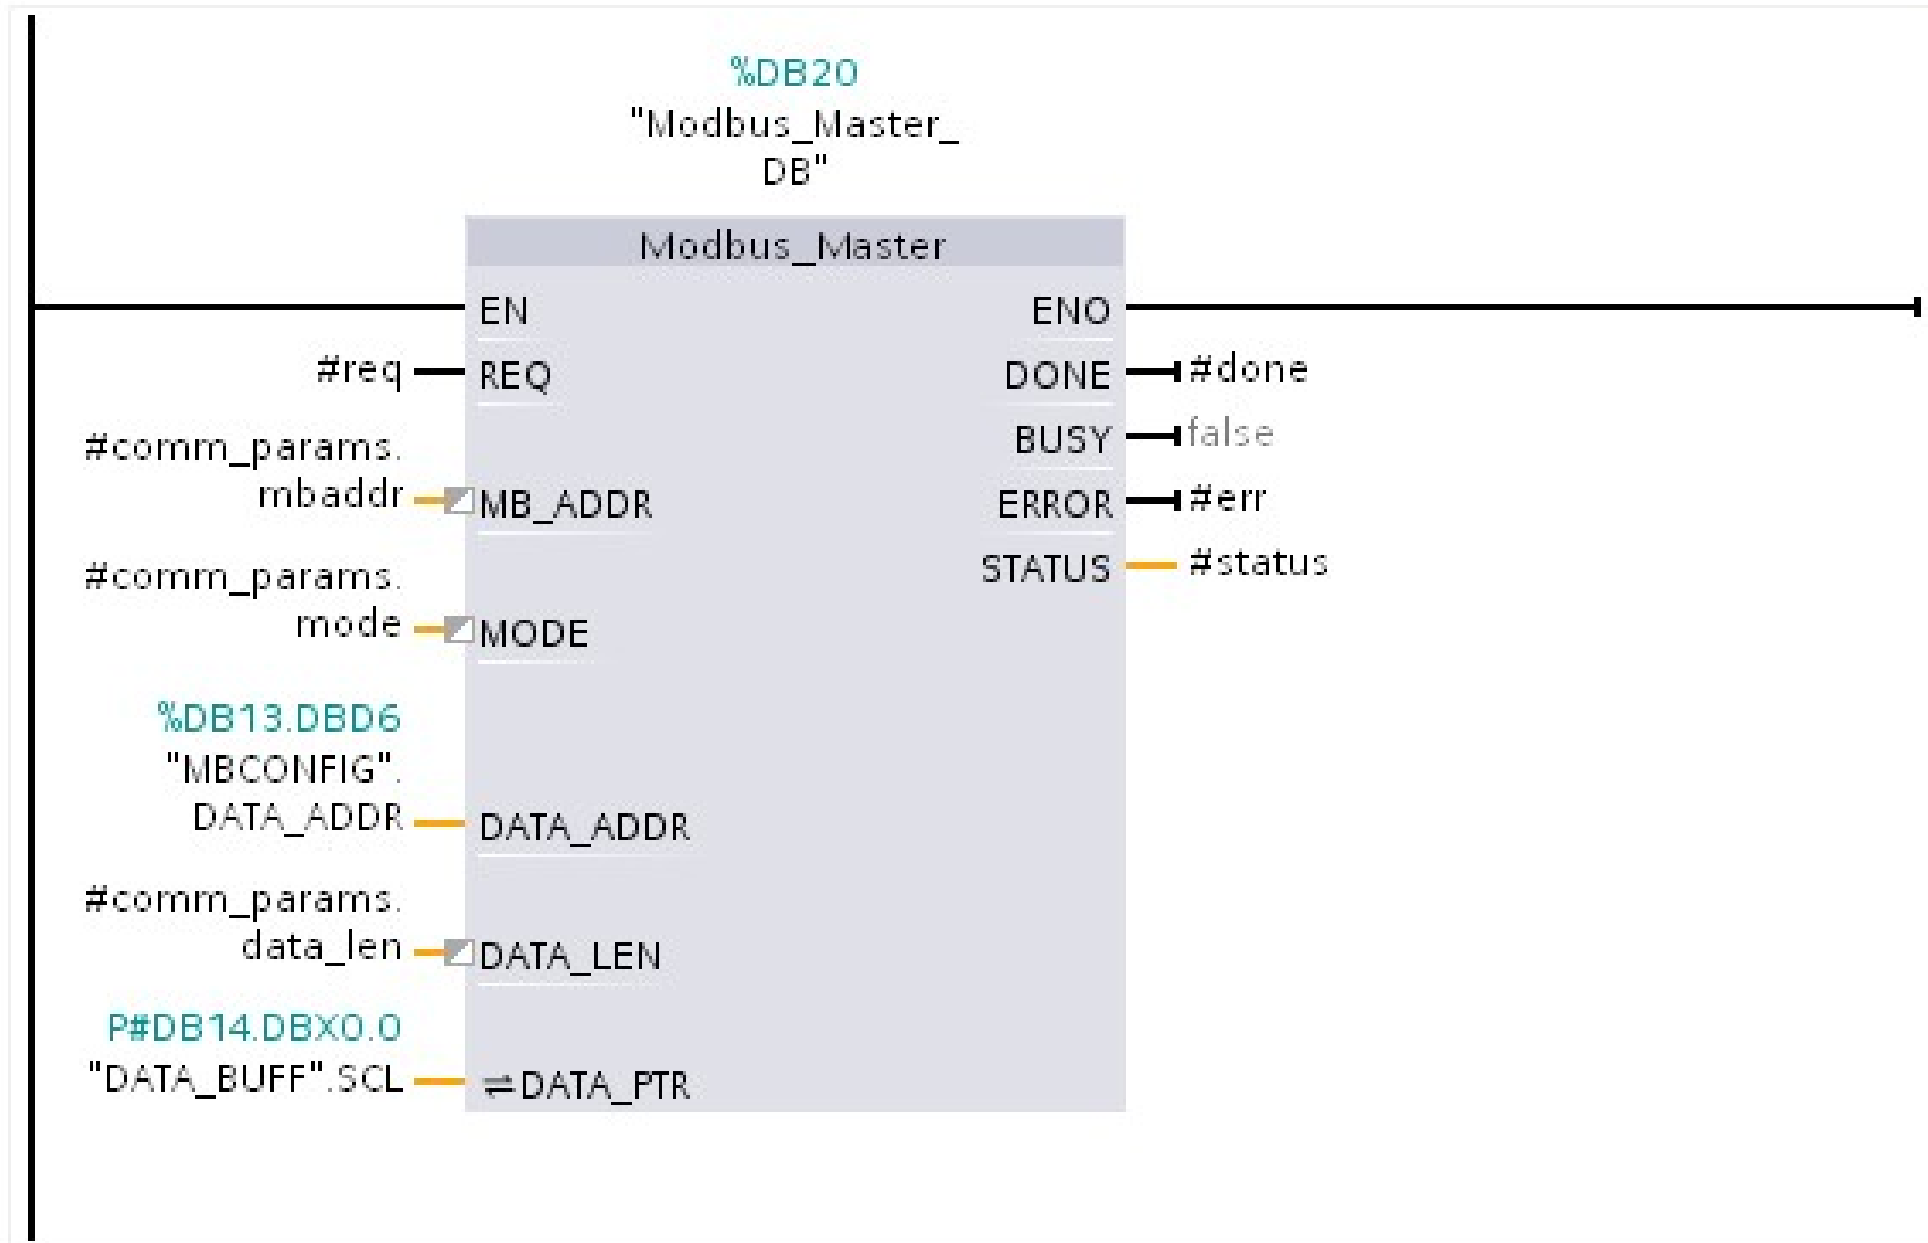 %DB20
"Modbus_Master_
DB"
Modbus_Master
EN
ENO
#req
REQ
DONE
#done
BUSY
false
#comm_params.
mbaddr
MB_ADDR
ERROR
#err
STATUS
#status
#comm_params.
mode
MODE
%DB13.DBD6
"MBCONFIG".
DATA_ADDR
DATA_ADDR
#comm_params.
data_len
DATA_LEN
P#DB14.DBX0.0
"DATA_BUFF".SCL
⇌DATA_PTR